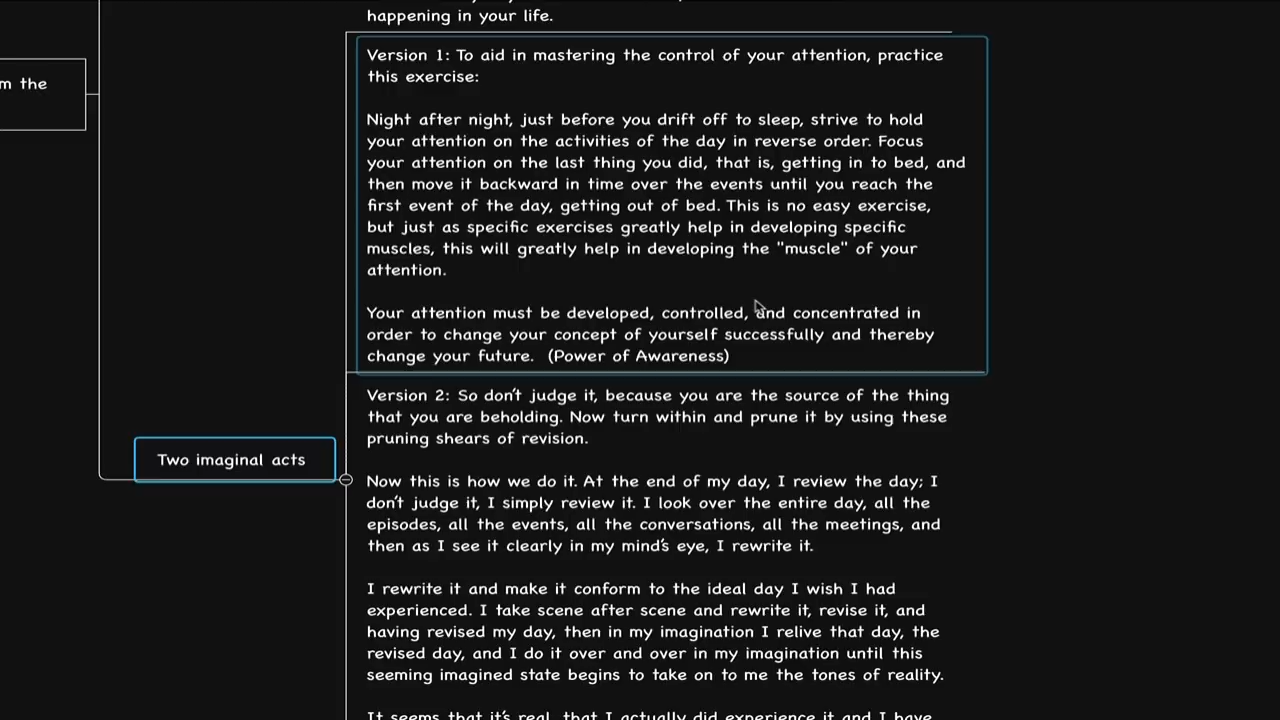 happening in your life.
m the
Version 1: To aid in mastering the control of your attention, practice
this exercise:
Night after night, just before you drift off to sleep, strive to hold
your attention on the activities of the day in reverse order. Focus
your attention on the last thing you did, that is, getting in to bed, and
then move it backward in time over the events until you reach the
first event of the day, getting out of bed. This is no easy exercise,
but just as specific exercises greatly help in developing specific
muscles, this will greatly help in developing the "muscle" of your
attention.
Your attention must be developed, controlled, and concentrated in
order to change your concept of yourself successfully and thereby
change your future. (Power of Awareness)
Two imaginal acts
Version 2: So don't judge it, because you are the source of the thing
that you are beholding. Now turn within and prune it by using these
pruning shears of revision.
Now this is how we do it. At the end of my day, I review the day; I
don't judge it, I simply review it. I look over the entire day, all the
episodes, all the events, all the conversations, all the meetings, and
then as I see it clearly in my mind's eye, I rewrite it.
I rewrite it and make it conform to the ideal day I wish I had
experienced. I take scene after scene and rewrite it, revise it, and
having revised my day, then in my imagination I relive that day, the
revised day, and I do it over and over in my imagination until this
seeming imagined state begins to take on to me the tones of reality.
It seems that it's real, that I actually did experience it and I have